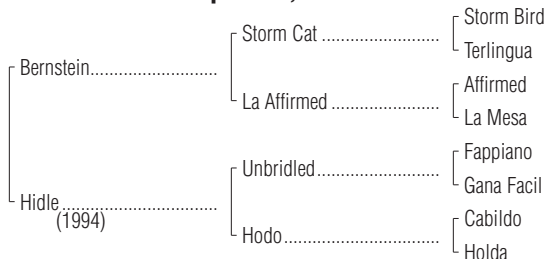 Storm Bird
Storm Cat
Terlingua
Bernstein
Affirmed
La Affirmed
La Mesa
Fappiano
Unbridled
Gana Facil
Hidle
(1994)
Cabildo
Hodo
Holda